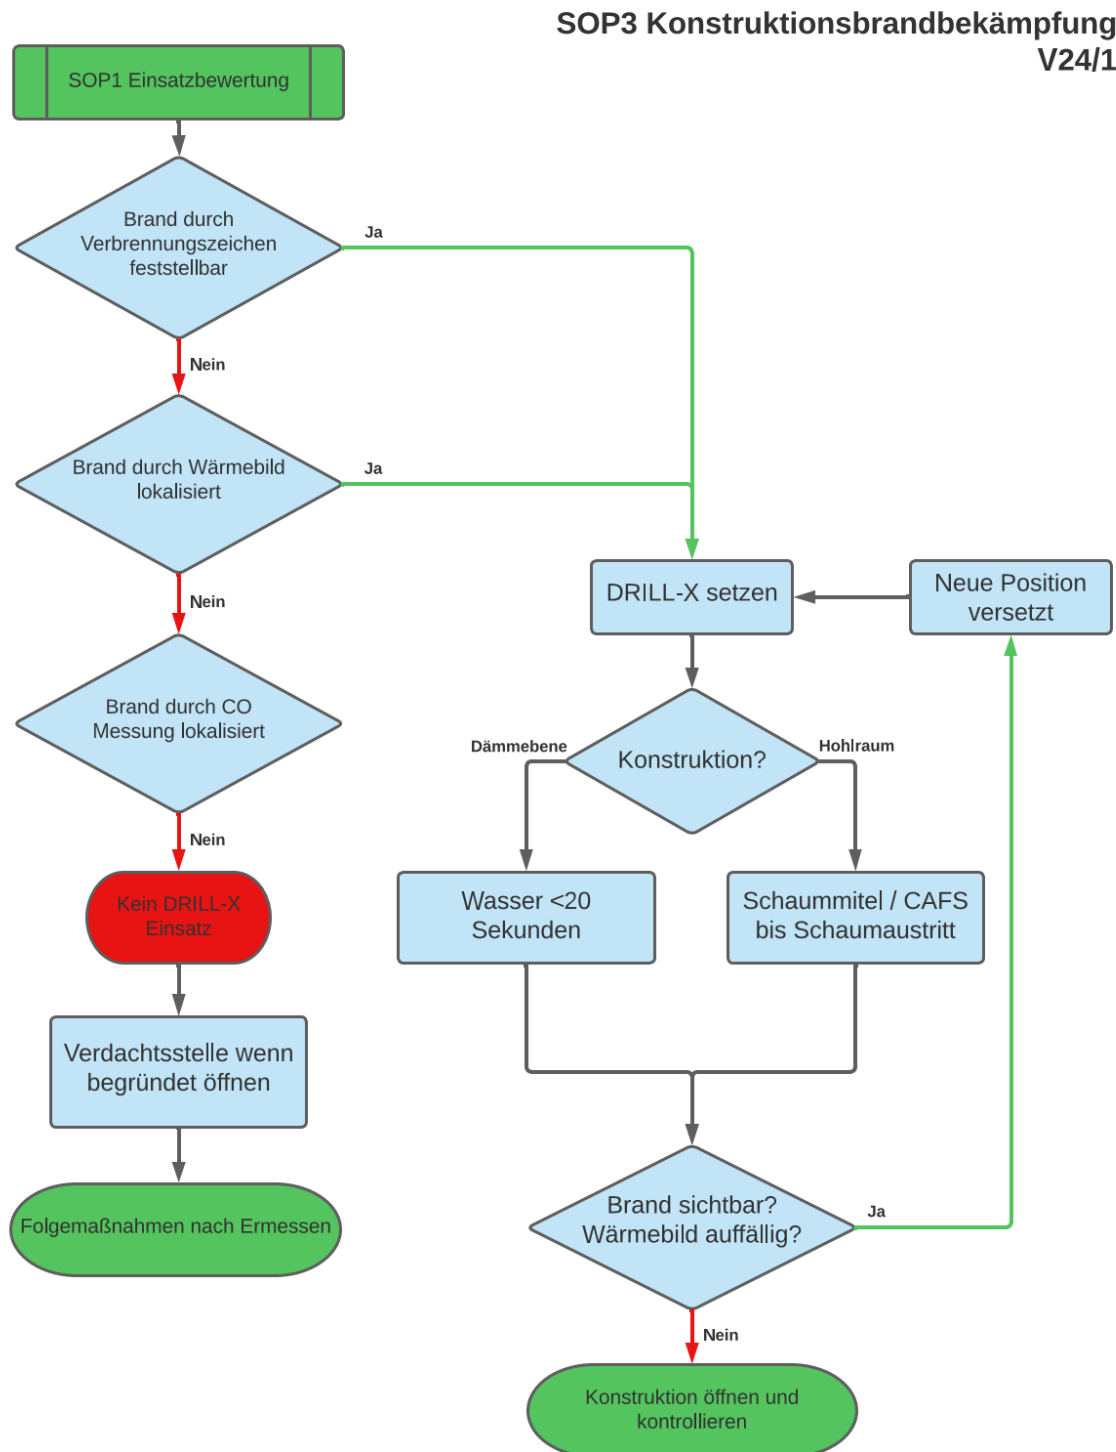 SOP3 Konstruktionsbrandbekämpfung
V24/1
SOP1 Einsatzbewertung
Brand durch
Verbrennungszeichen
feststellbar
Ja
Nein
Brand durch Wärmebild
lokalisiert
Ja
Nein
Brand durch CO
Messung lokalisiert
Nein
Kein DRILL-X
Einsatz
Verdachtsstelle wenn
begründet öffnen
Folgemaßnahmen nach Ermessen
DRILL-X setzen
Neue Position
versetzt
Konstruktion?
Dämmebene
Hohlraum
Wasser <20
Sekunden
Schaummittel / CAFS
bis Schaumaustritt
Brand sichtbar?
Wärmebild auffällig?
Ja
Nein
Konstruktion öffnen und
kontrollieren